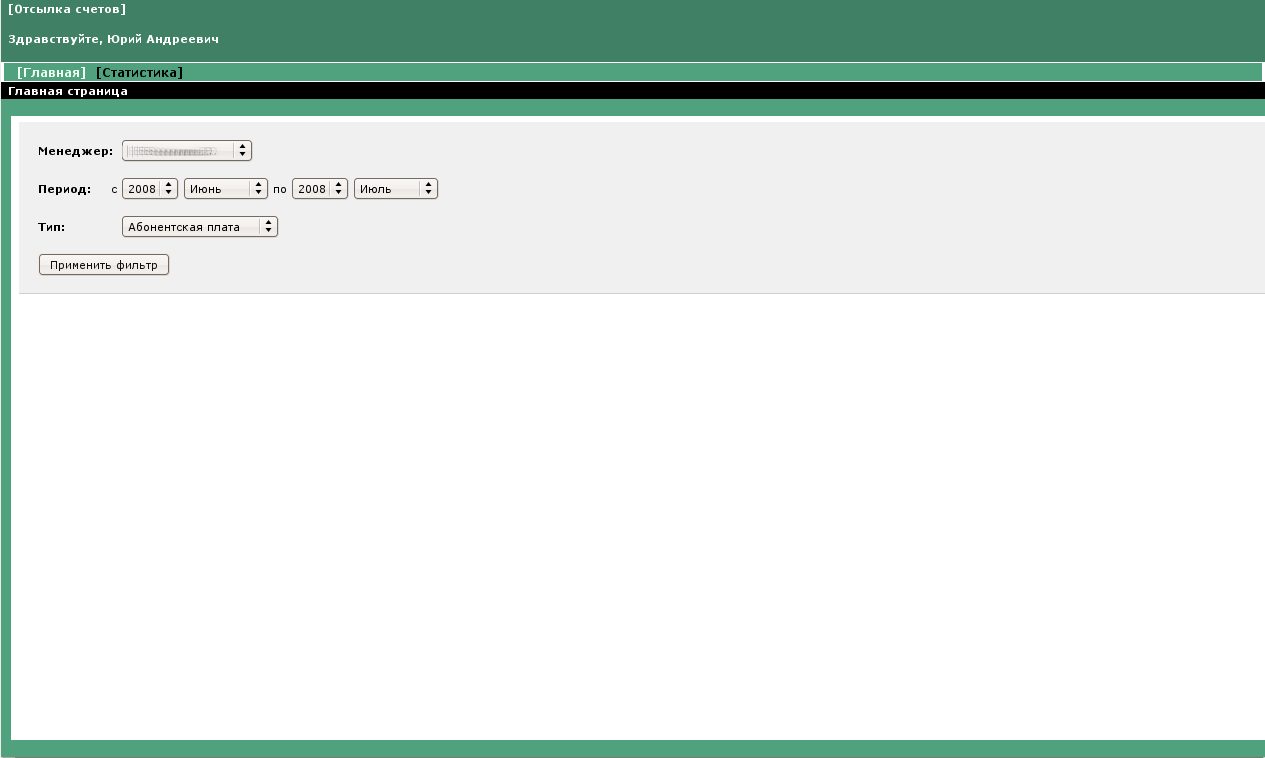 [Отсылка счетов]
Здравствуйте, Юрий Андреевич
[Главная] [Статистика]
Главная страница
Менеджер:
Период: с 2008 Июнь по 2008 Июль
Тип: Абонентская плата
Применить фильтр